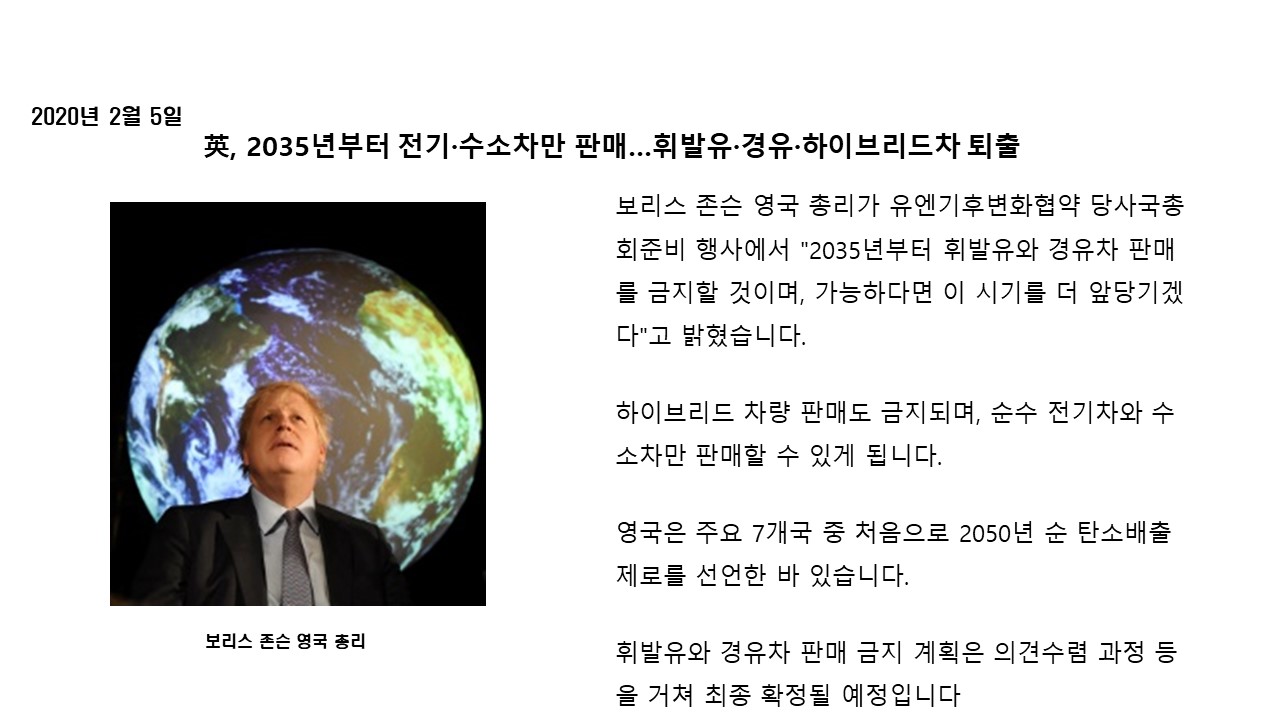 2020년 2월 5일
英, 2035년부터 전기·수소차만 판매...휘발유·경유·하이브리드차 퇴출
보리스 존슨 영국 총리가 유엔기후변화협약 당사국총
회준비 행사에서 "2035년부터 휘발유와 경유차 판매
를 금지할 것이며, 가능하다면 이 시기를 더 앞당기겠
다"고 밝혔습니다.
하이브리드 차량 판매도 금지되며, 순수 전기차와 수
소차만 판매할 수 있게 됩니다.
영국은 주요 7개국 중 처음으로 2050년 순 탄소배출
제로를 선언한 바 있습니다.
휘발유와 경유차 판매 금지 계획은 의견수렴 과정 등
을 거쳐 최종 확정될 예정입니다
보리스 존슨 영국 총리